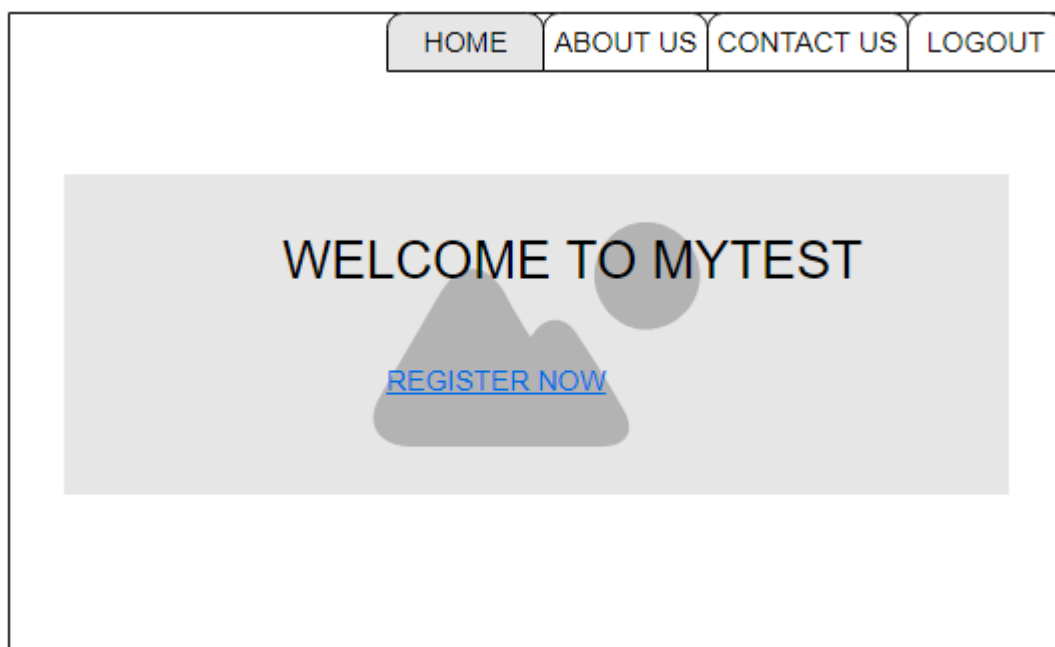 HOME ABOUT US CONTACT US LOGOUT
WELCOME TO MYTEST
REGISTER NOW